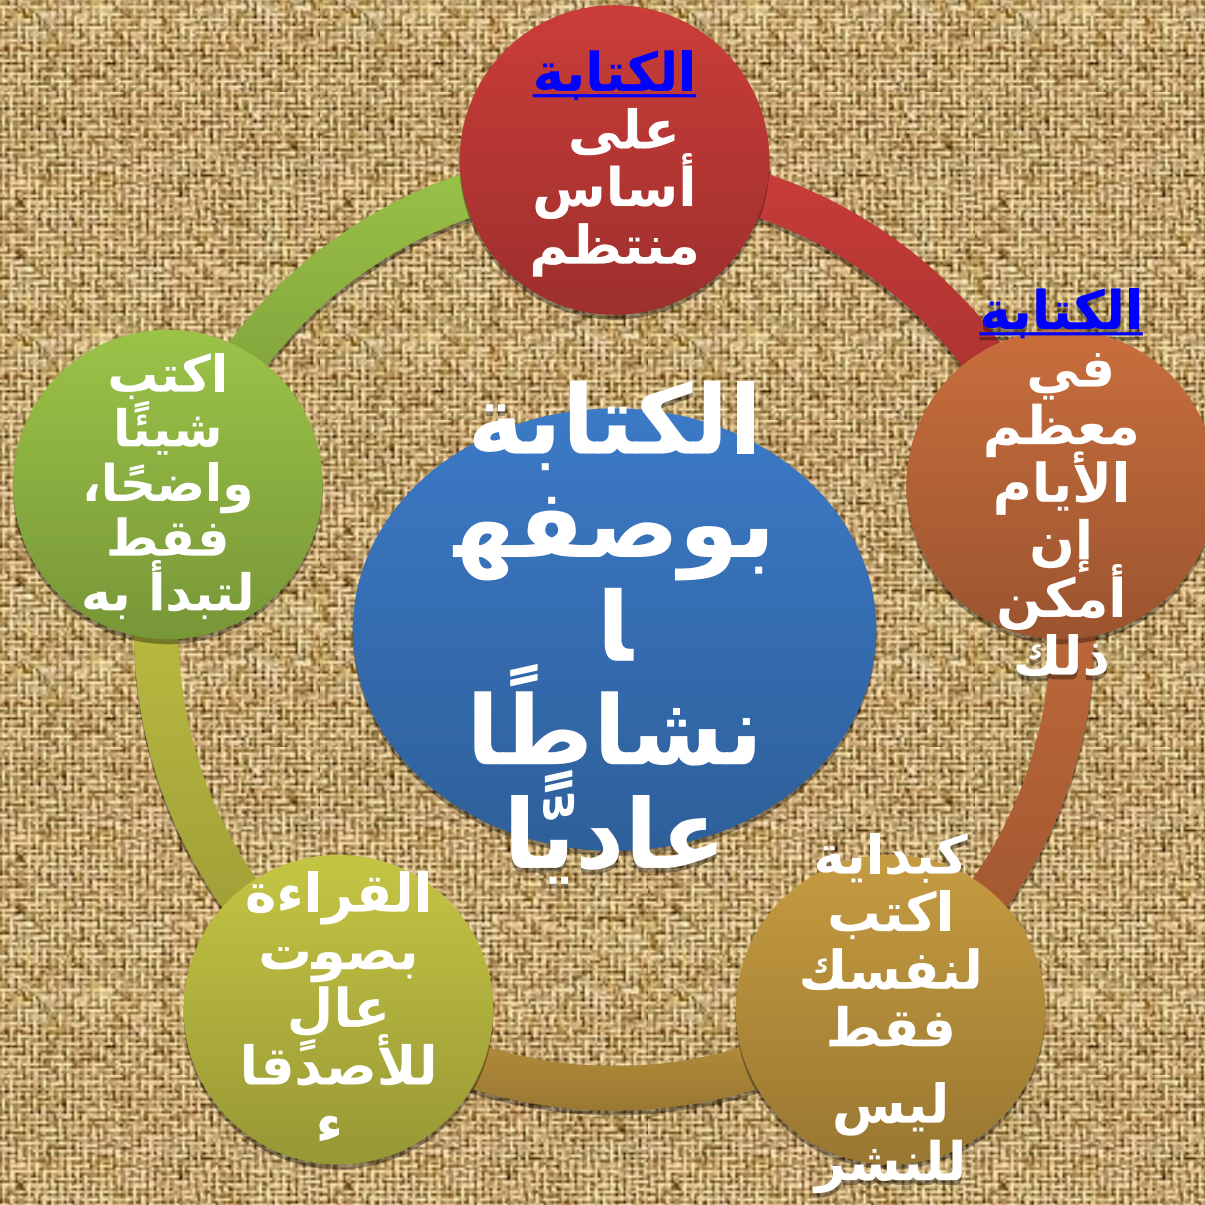 الكتابة
على
أساس
منتظم
الكتابة
في
معظم
الأيام
إن
أمكن
ذلك
كبداية
اكتب
لنفسك
فقط
ليس
للنشر
القراءة
بصوت
عالٍ
للأصدقا
ء
اكتب
شيئًا
واضحًا،
فقط
لتبدأ به
الكتابة
بوصفه
ا
نشاطًا
عاديًّا